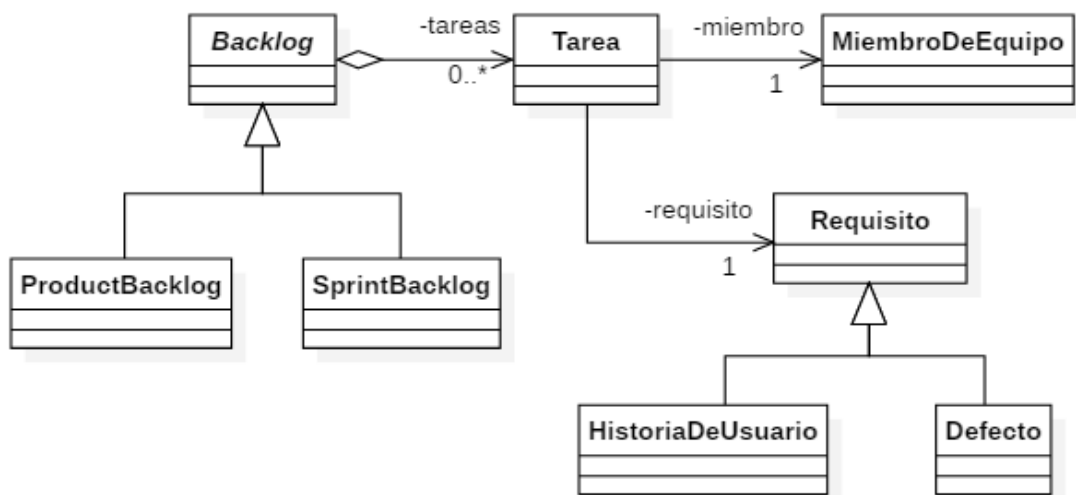 Backlog
-tareas
0..*
Tarea
-miembro
1
MiembroDeEquipo
-requisito
1
Requisito
ProductBacklog
SprintBacklog
HistoriaDeUsuario
Defecto